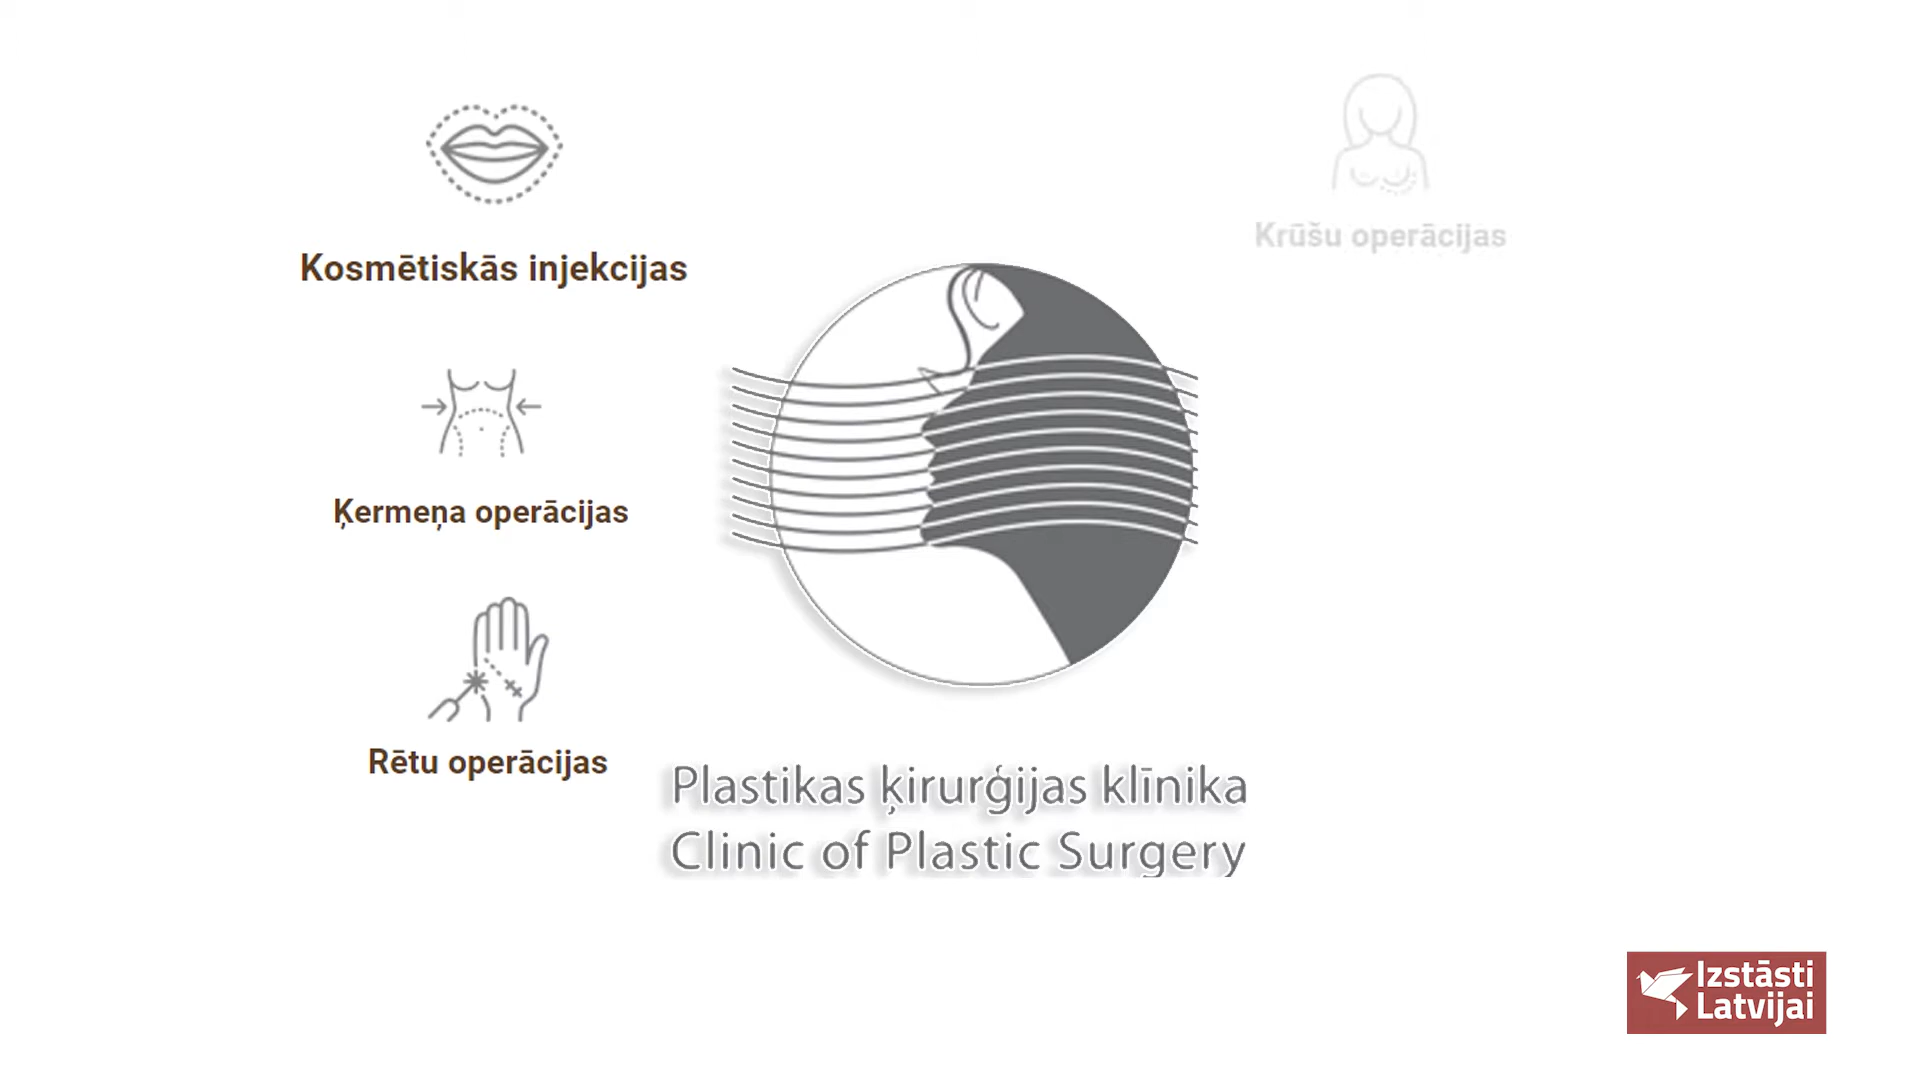 Kosmētiskās injekcijas
Ķermeņa operācijas
Rētu operācijas
Krūšu operācijas
Plastikas ķirurģijas klīnika
Clinic of Plastic Surgery
Izstāsti
Latvijai